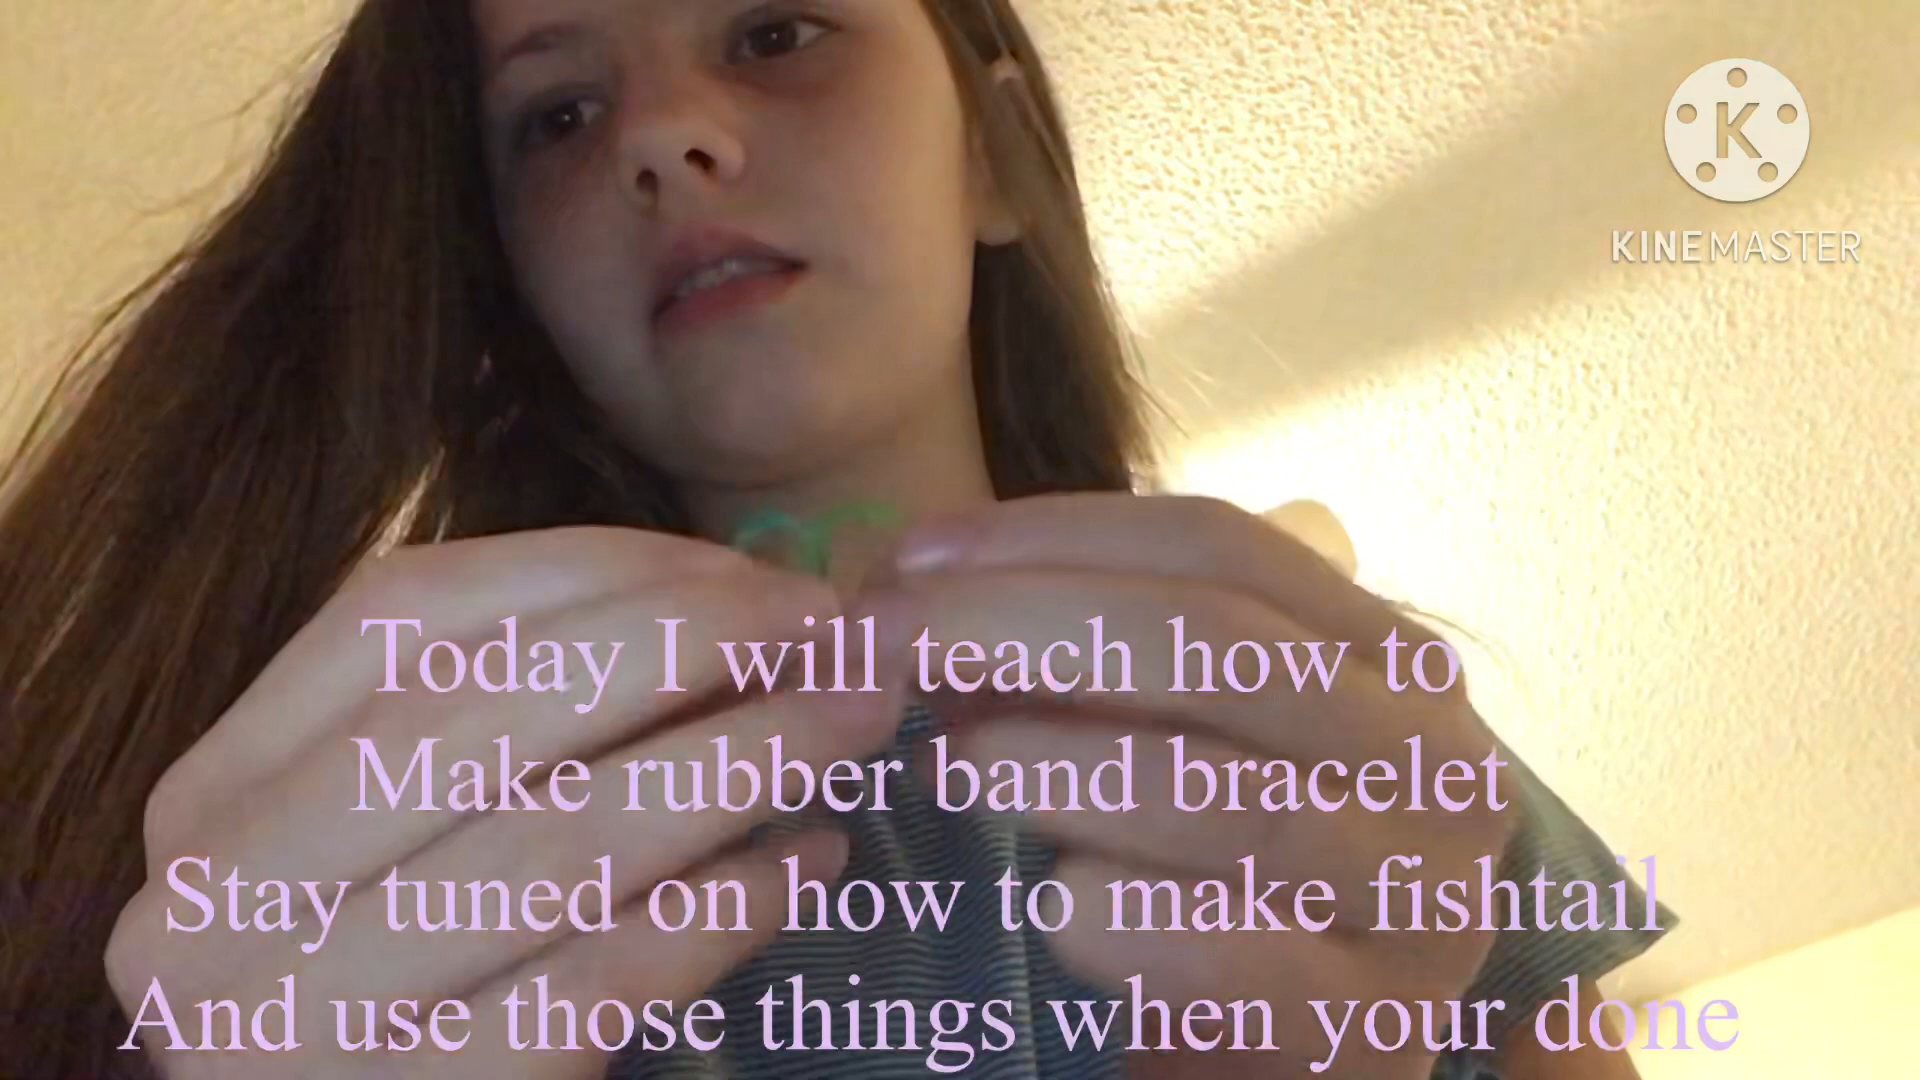 K
KINEMASTER
Today I will teach how to
Make rubber band bracelet
Stay tuned on how to make fishtail
And use those things when your done